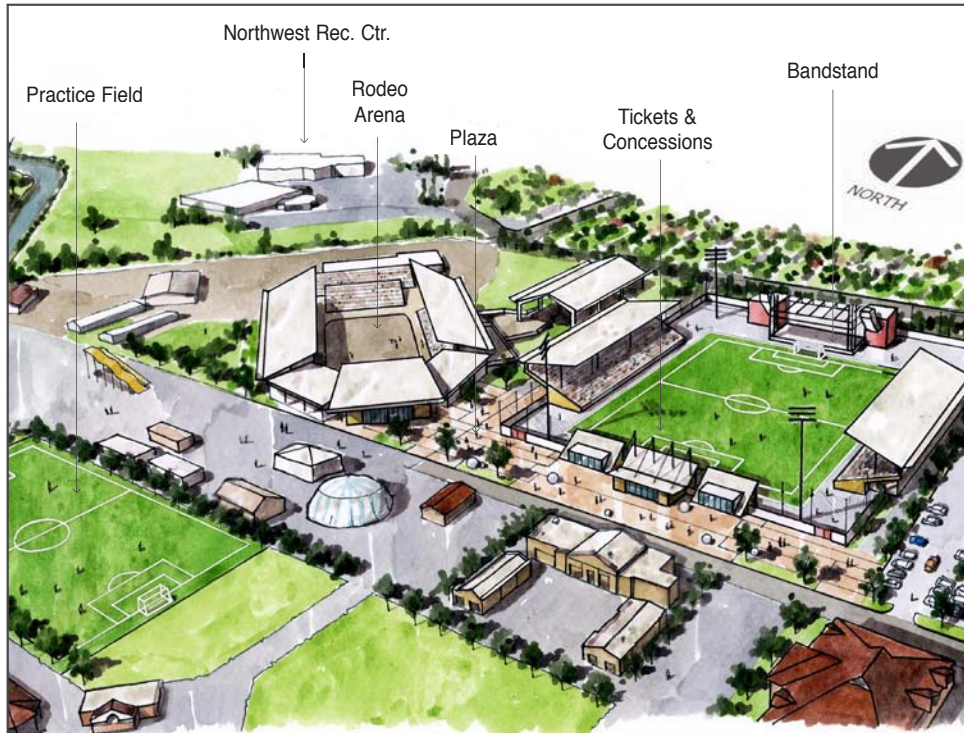 Northwest Rec. Ctr.
Practice Field
Rodeo
Arena
Plaza
Tickets &
Concessions
Bandstand
NORTH